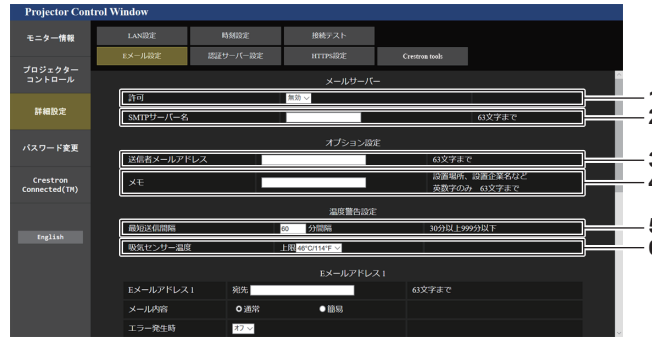 Projector Control Window
モニター情報
プロジェクター
コントロール
詳細設定
パスワード変更
Crestron
Connected(TM)
English
LAN設定 時刻設定 接続テスト
Eメール設定 認証サーバー設定 HTTPS設定 Crestron tools
メールサーバー
許可 無効 1
SMTPサーバー名 63文字まで 2
オプション設定
送信者メールアドレス 63文字まで 3
メモ 設置場所、設置企業名など
英数字のみ 63文字まで 4
温度警告設定
最短送信間隔 60 分間隔 30分以上999分以下 5
吸気センサー温度 上限 46°C/114°F 6
Eメールアドレス 1
Eメールアドレス 1 宛先 63文字まで
メール内容 通常 簡易
エラー発生時 オフ